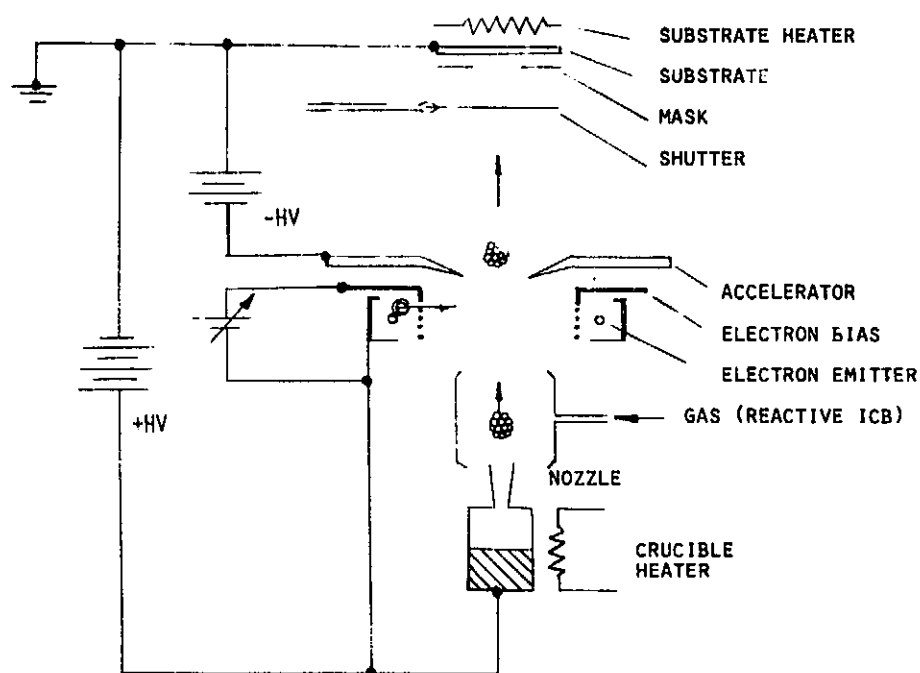 SUBSTRATE HEATER
SUBSTRATE
MASK
SHUTTER
-HV
ACCELERATOR
ELECTRON BIAS
ELECTRON EMITTER
+HV
GAS (REACTIVE ICB)
NOZZLE
CRUCIBLE
HEATER